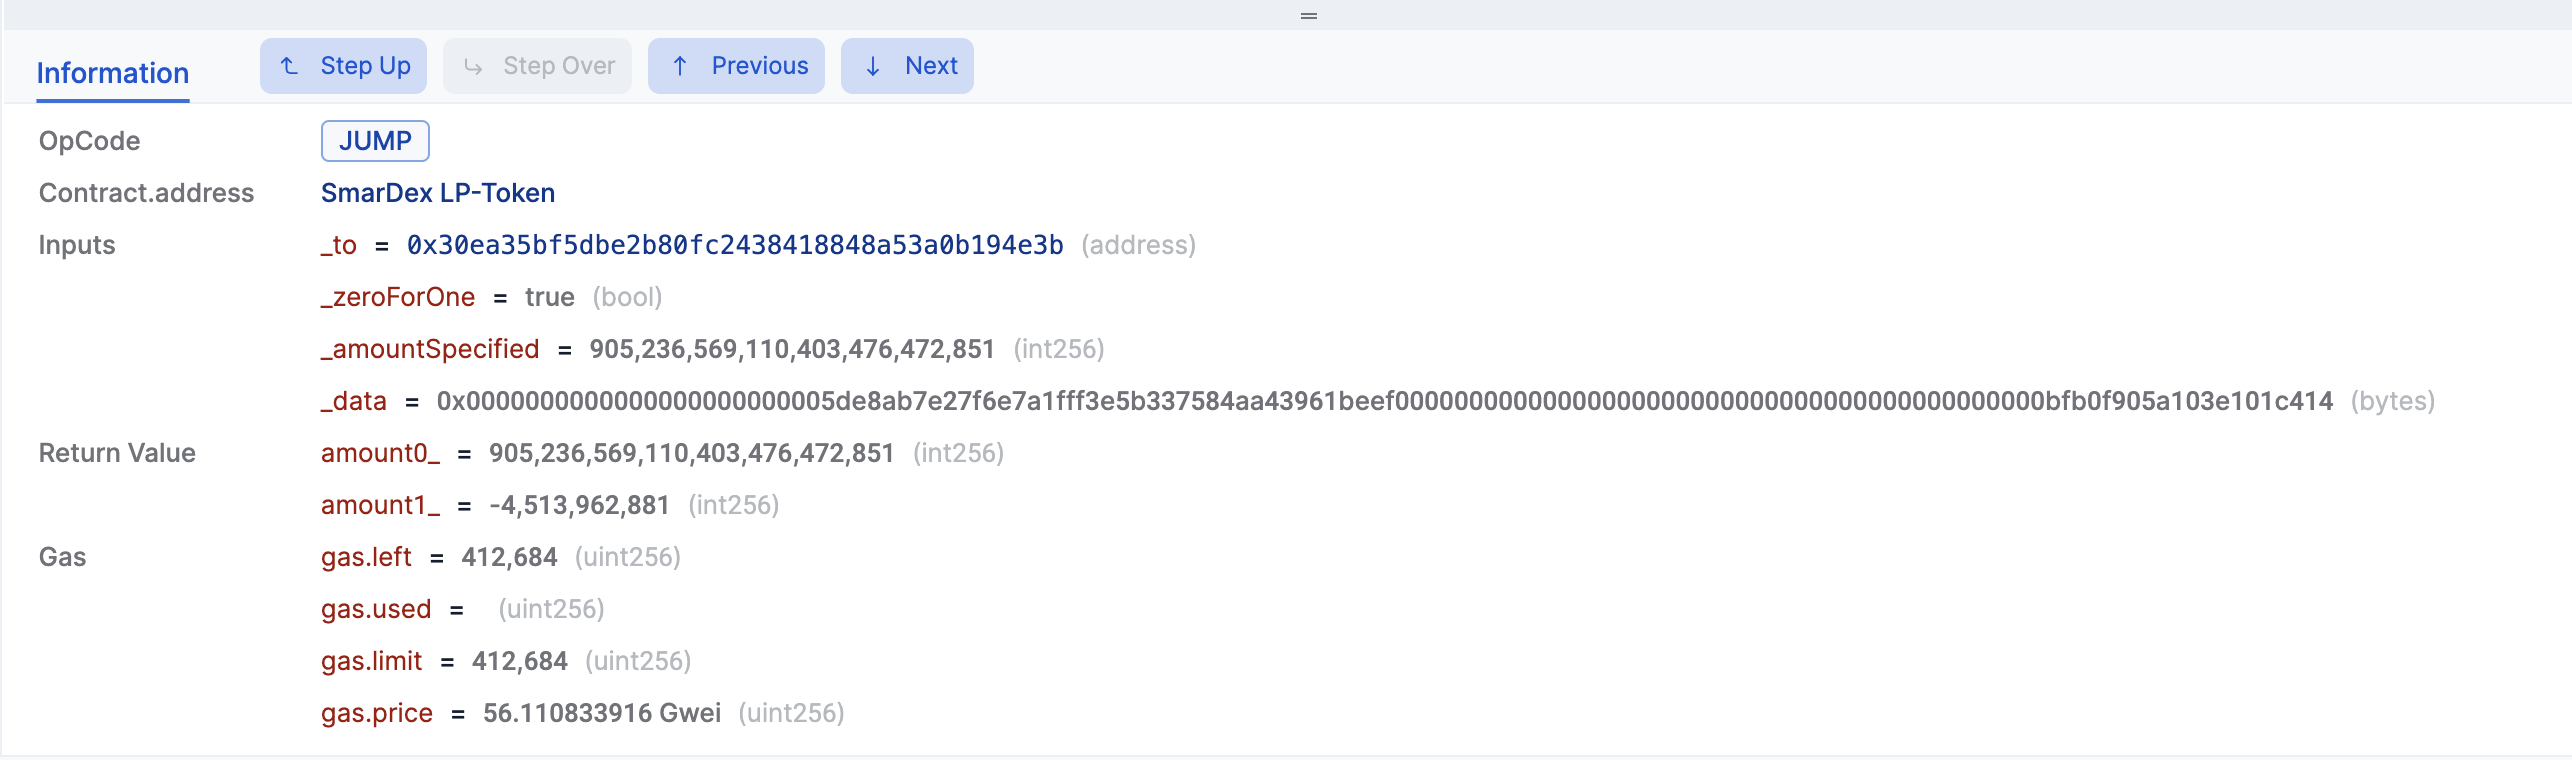 Information
Step Up
Step Over
Previous
Next
OpCode
JUMP
Contract.address
SmarDex LP-Token
Inputs
_to = 0x30ea35bf5dbe2b80fc2438418848a53a0b194e3b (address)
_zeroForOne = true (bool)
_amountSpecified = 905,236,569,110,403,476,472,851 (int256)
_data = 0x0000000000000000000000005de8ab7e27f6e7a1fff3e5b337584aa43961beef00000000000000000000000000000000000000000000bfb0f905a103e101c414 (bytes)
Return Value
amount0_ = 905,236,569,110,403,476,472,851 (int256)
amount1_ = -4,513,962,881 (int256)
Gas
gas.left = 412,684 (uint256)
gas.used = (uint256)
gas.limit = 412,684 (uint256)
gas.price = 56.110833916 Gwei (uint256)